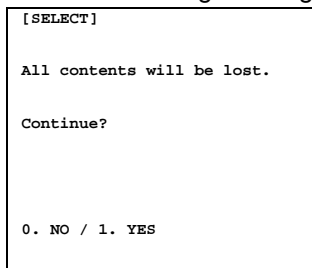 [SELECT]
All contents will be lost.
Continue?
0. NO / 1. YES